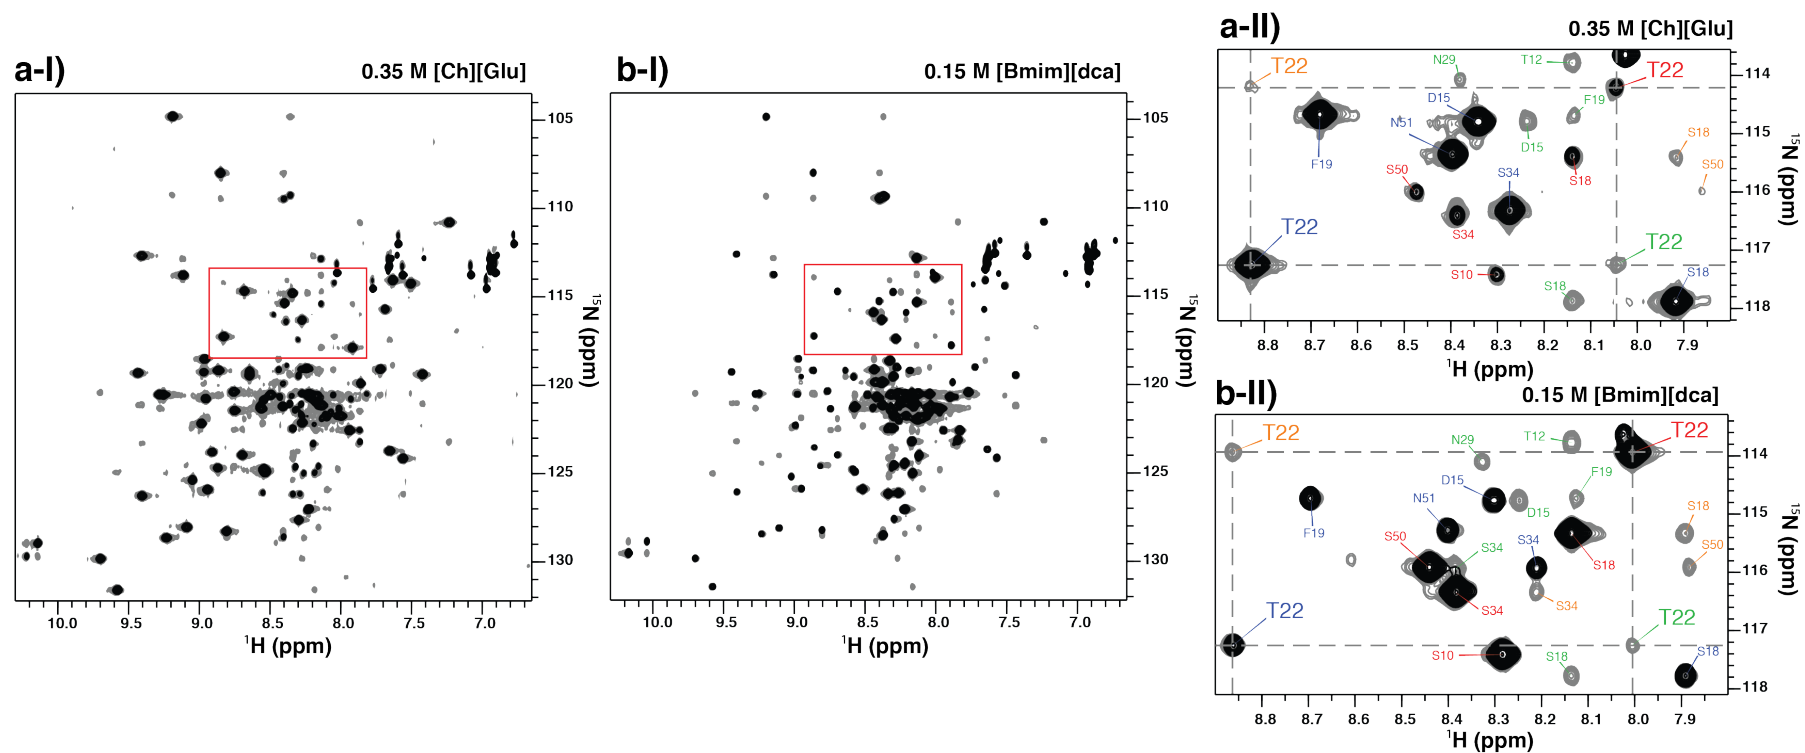 a-I)
0.35 M [Ch][Glu]
105
110
115
120
125
130
15N (ppm)
10.0 9.5 9.0 8.5 8.0 7.5 7.0
1H (ppm)
b-I)
0.15 M [Bmim][dca]
105
110
115
120
125
130
15N (ppm)
10.0 9.5 9.0 8.5 8.0 7.5 7.0
1H (ppm)
a-II)
0.35 M [Ch][Glu]
T22
N29
T12
T22
114
D15
F19
N51
115
F19
D15
S18
S50
S34
S18
S50
116
S34
T22
T22
117
S10
S18
S18
118
15N (ppm)
8.8 8.7 8.6 8.5 8.4 8.3 8.2 8.1 8.0 7.9
1H (ppm)
b-II)
0.15 M [Bmim][dca]
T22
N29
T12
T22
114
D15
F19
N51
F19
D15
S18
115
S50
S34
S34
S18
S50
116
S34
S34
T22
T22
117
S10
S18
S18
118
15N (ppm)
8.8 8.7 8.6 8.5 8.4 8.3 8.2 8.1 8.0 7.9
1H (ppm)